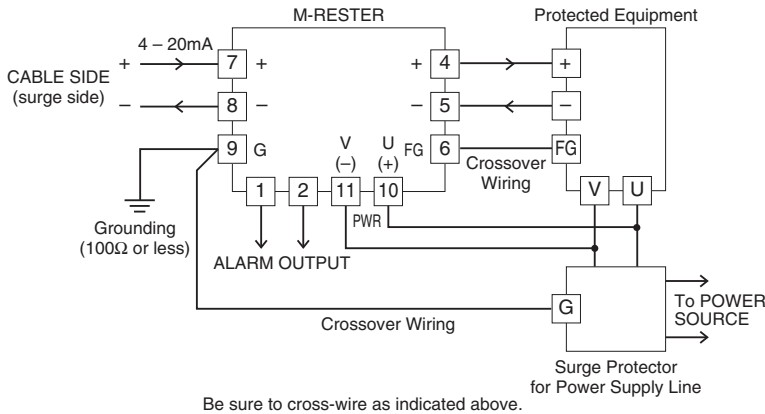 M-RESTER
Protected Equipment
4 – 20mA
CABLE SIDE
(surge side)
+
7
+
+
4
+
–
8
–
–
5
–
9
G
V
(–)
U
(+)
FG
6
FG
Crossover
Wiring
1
2
11
10
V
U
PWR
Grounding
(100Ω or less)
ALARM OUTPUT
G
To POWER
SOURCE
Crossover Wiring
Surge Protector
for Power Supply Line
Be sure to cross-wire as indicated above.